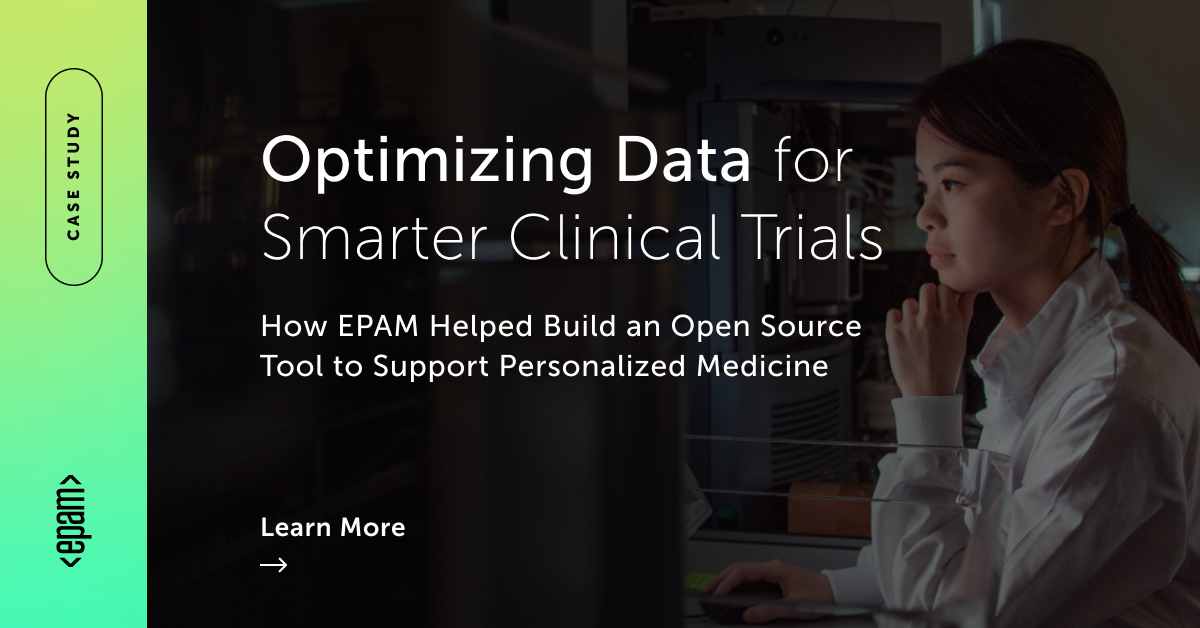 CASE STUDY
Optimizing Data for
Smarter Clinical Trials
How EPAM Helped Build an Open Source
Tool to Support Personalized Medicine
Learn More
<epam>